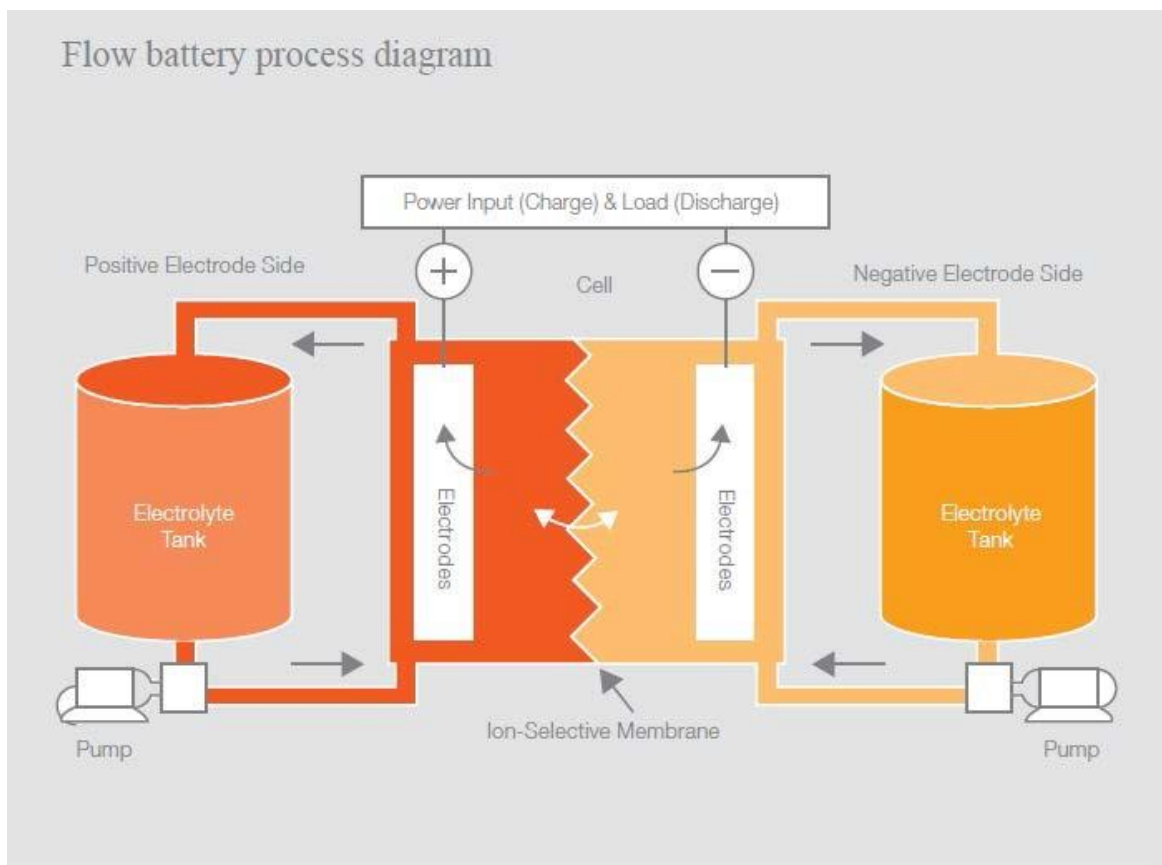 Flow battery process diagram
Power Input (Charge) & Load (Discharge)
Positive Electrode Side
+
Cell
−
Negative Electrode Side
Electrolyte
Tank
Electrodes
Electrodes
Electrolyte
Tank
Ion-Selective Membrane
Pump
Pump